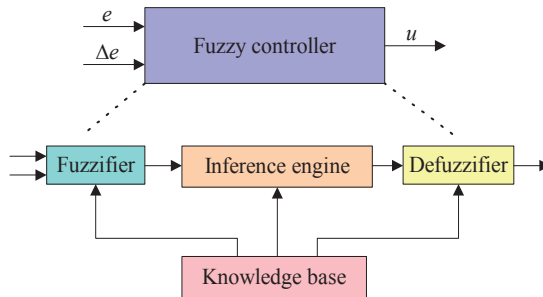 e
Δe
Fuzzy controller
u
Fuzzifier
Inference engine
Defuzzifier
Knowledge base